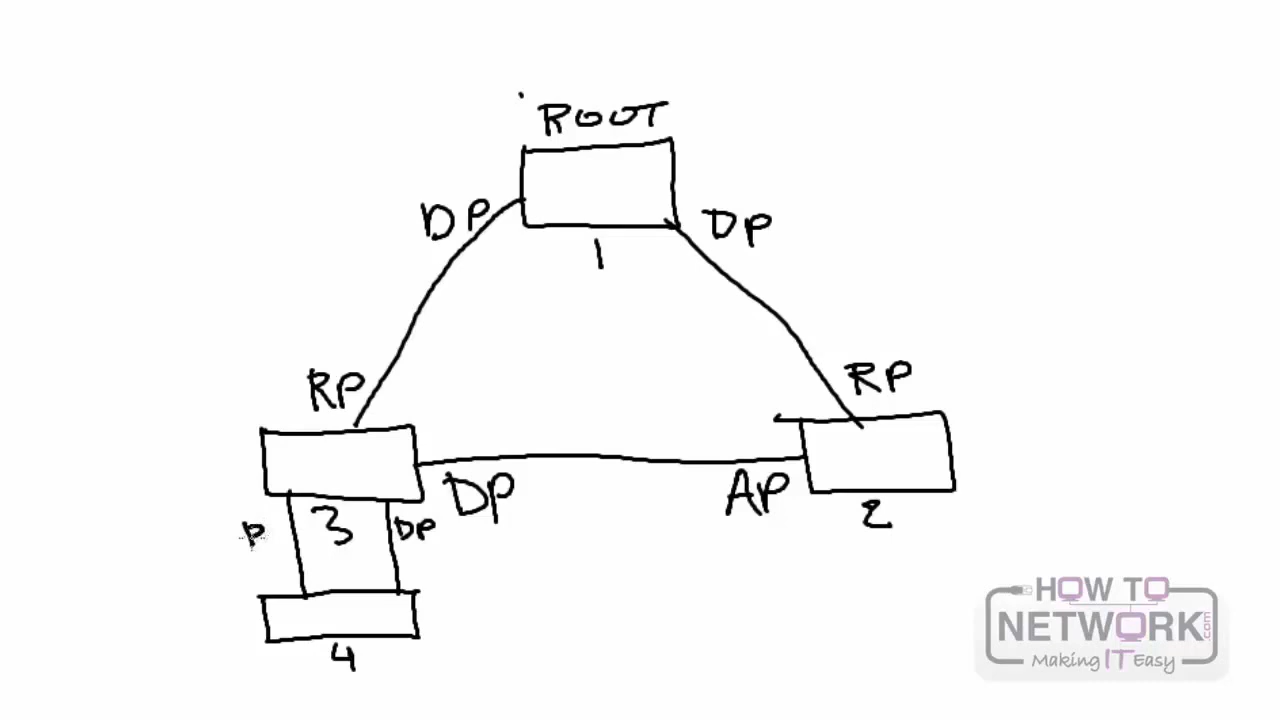 ROOT
DP
DP
1
RP
RP
DP
AP
3
DP
2
P
4
HOW TO
NETWORK.com
Making IT Easy